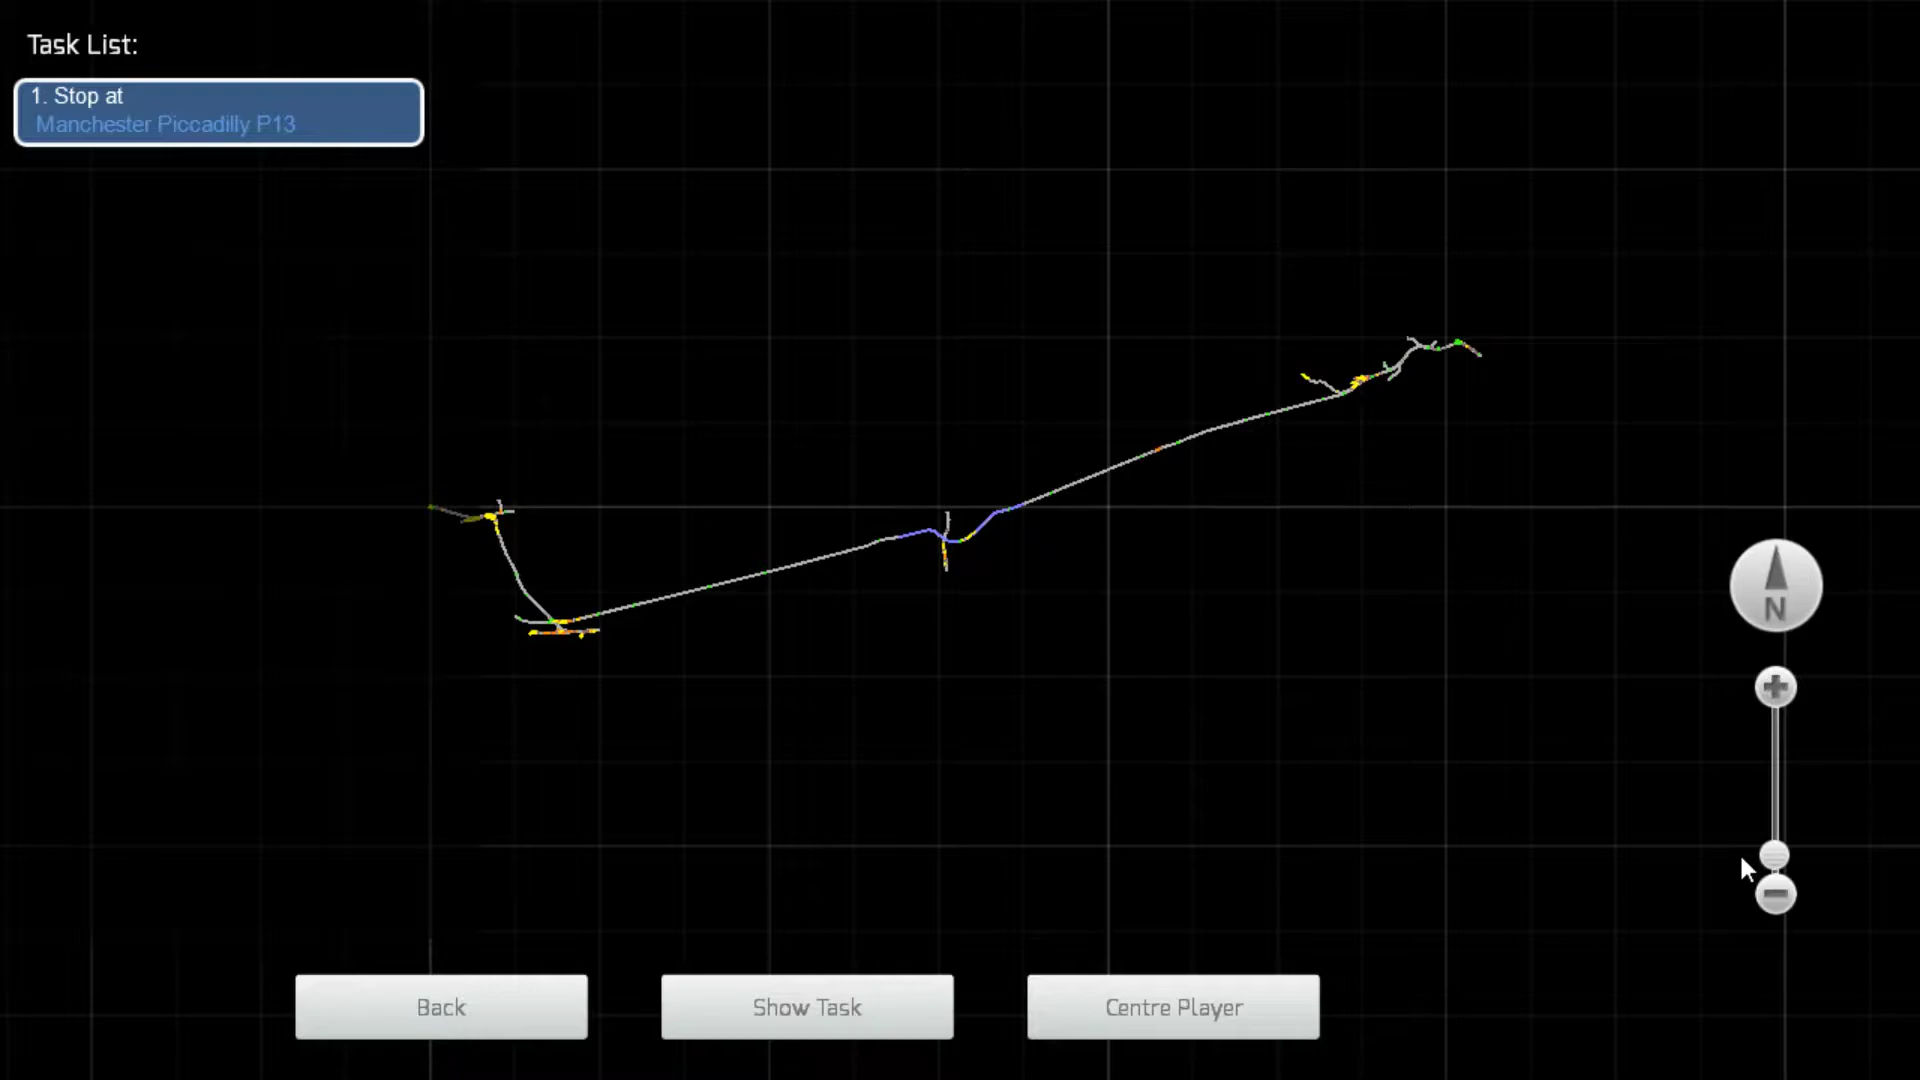 Task List:
1. Stop at
Manchester Piccadilly P13
N
Back
Show Task
Centre Player